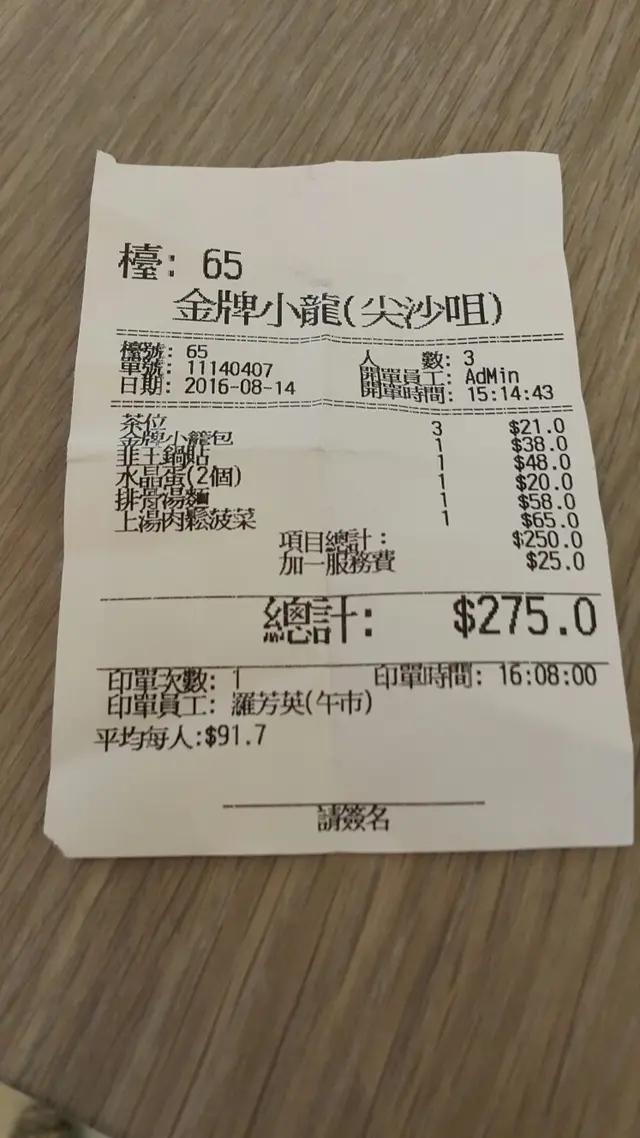 檯: 65
金牌小龍(尖沙咀)
檯號: 65 人 數: 3
單號: 11140407 開單員工: AdMin
日期: 2016-08-14 開單時間: 15:14:43
茶位 3 $21.0
金牌小籠包 1 $38.0
韭王鍋貼 1 $48.0
水晶蛋(2個) 1 $20.0
排骨湯麵 1 $58.0
上湯肉鬆菠菜 1 $65.0
項目總計: $250.0
加一服務費 $25.0
總計: $275.0
印單次數: 1 印單時間: 16:08:00
印單員工: 羅芳英(午市)
平均每人:$91.7
請簽名